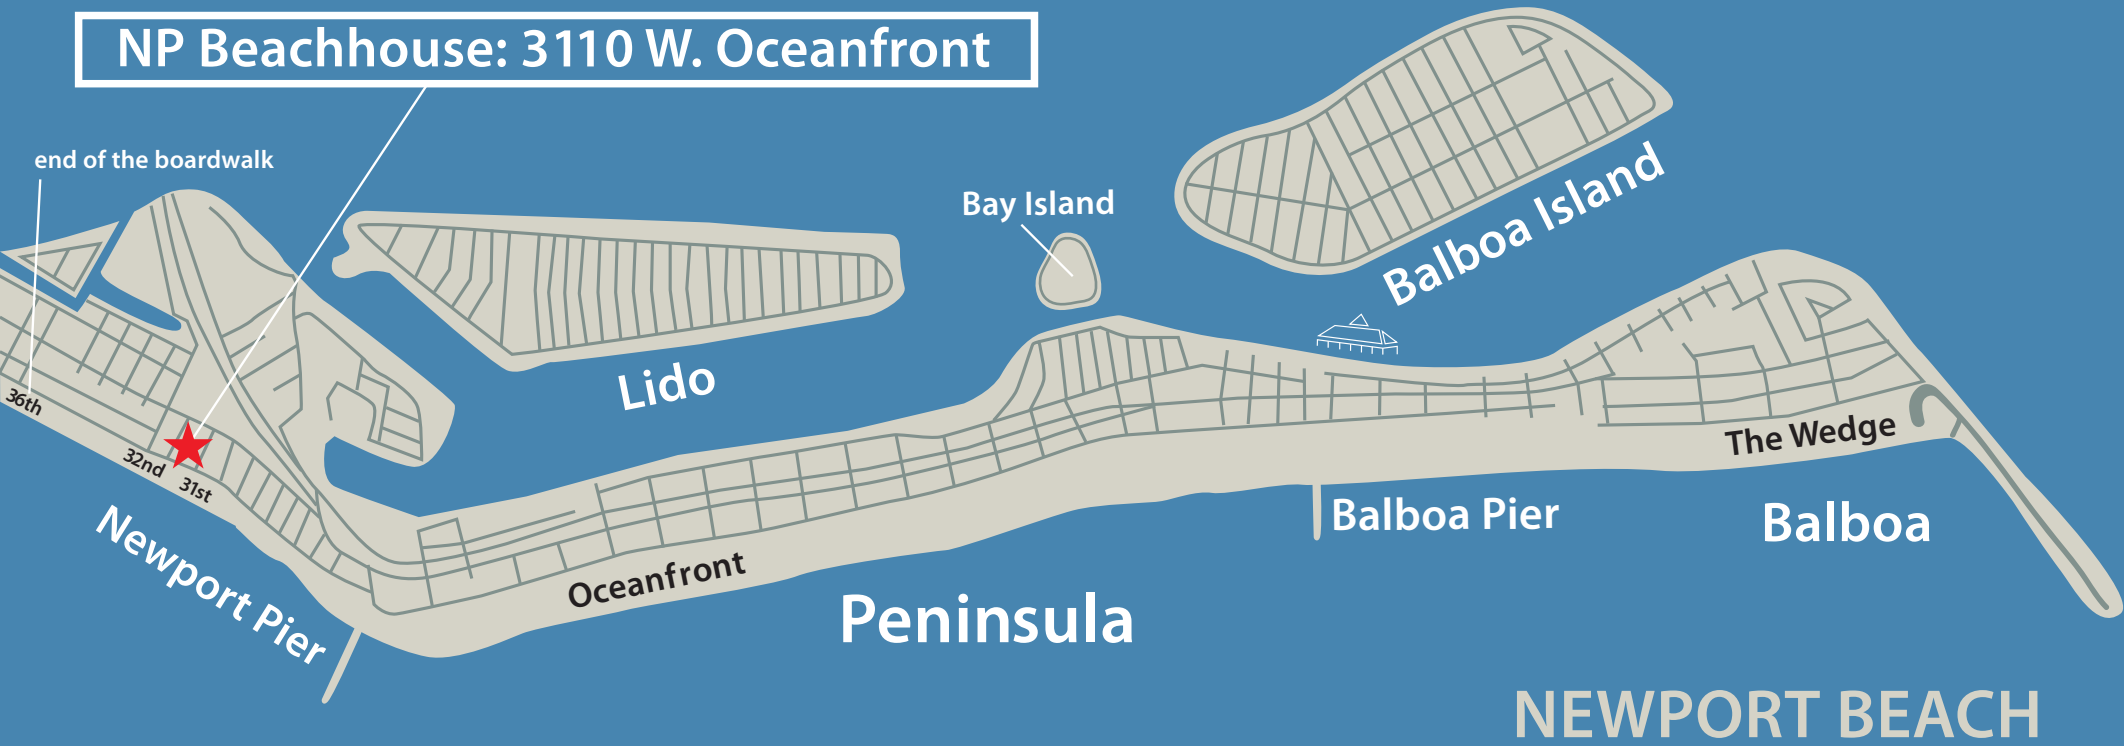 NP Beachhouse: 3110 W. Oceanfront
end of the boardwalk
Bay Island
Balboa Island
Lido
36th
32nd
31st
The Wedge
Newport Pier
Balboa Pier
Balboa
Oceanfront
Peninsula
NEWPORT BEACH